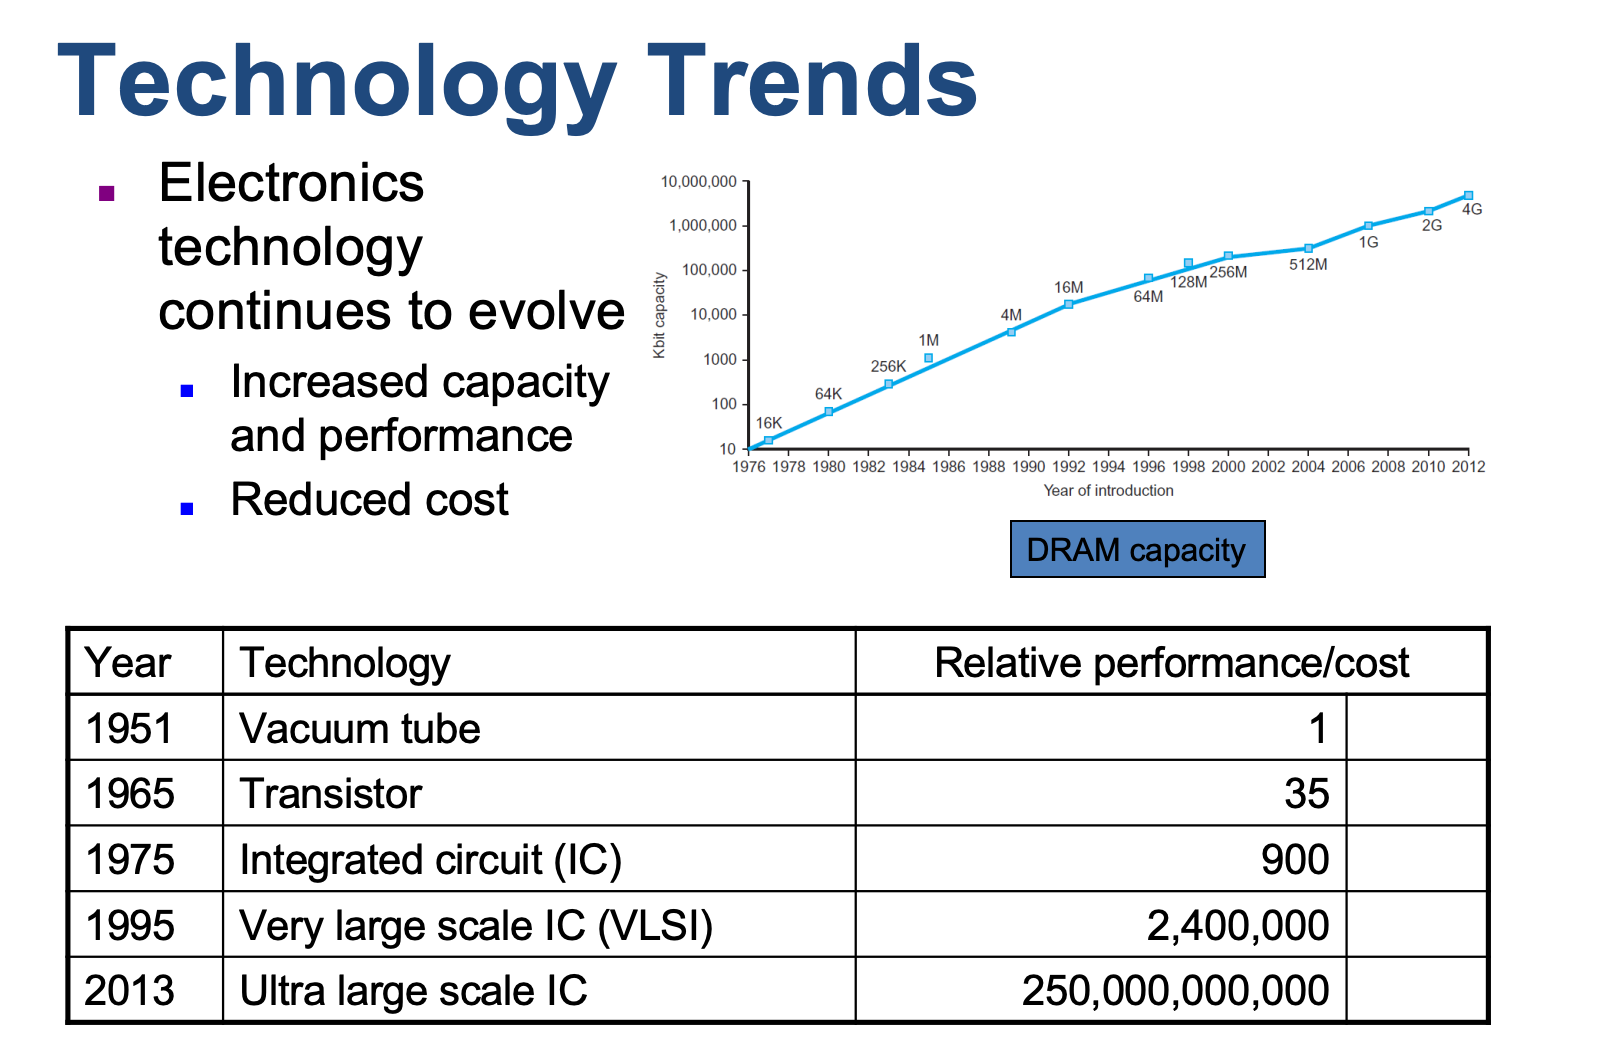 Technology Trends
Electronics
technology
continues to evolve
Increased capacity
and performance
Reduced cost
10,000,000
1,000,000
100,000
10,000
1000
100
10
Kbit capacity
16K
64K
256K
1M
4M
16M
64M
128M
256M
512M
1G
2G
4G
1976 1978 1980 1982 1984 1986 1988 1990 1992 1994 1996 1998 2000 2002 2004 2006 2008 2010 2012
Year of introduction
DRAM capacity
Year Technology Relative performance/cost
1951 Vacuum tube 1
1965 Transistor 35
1975 Integrated circuit (IC) 900
1995 Very large scale IC (VLSI) 2,400,000
2013 Ultra large scale IC 250,000,000,000